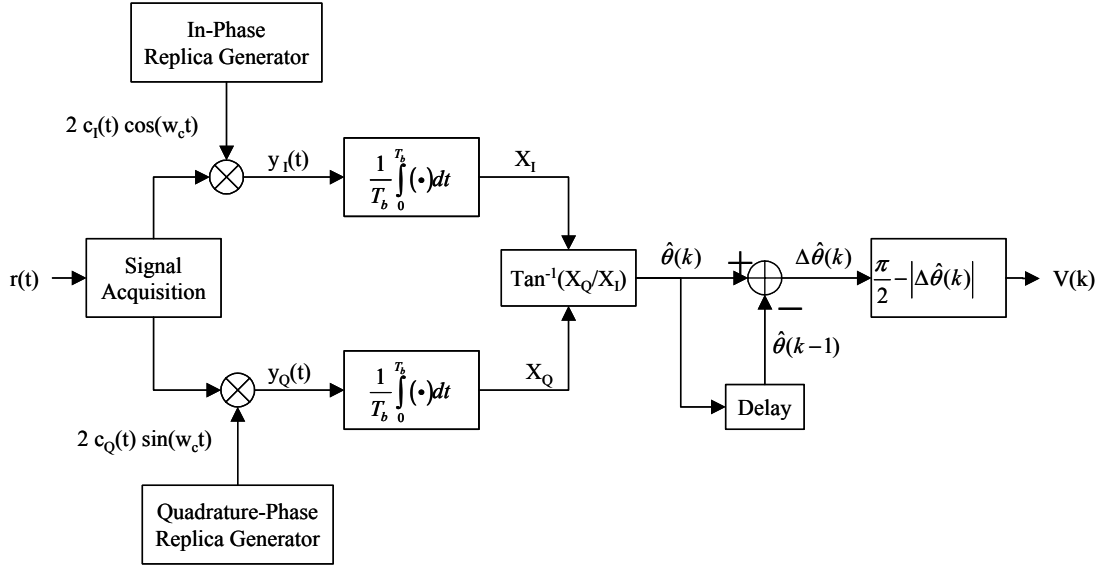 In-Phase
Replica Generator
2 c_I(t) cos(w_ct)
y_I(t)
1/T_b ∫_0^{T_b} (•)dt
X_I
r(t)
Signal
Acquisition
Tan^{-1}(X_Q/X_I)
θ̂(k)
+
−
Δθ̂(k)
π/2 − |Δθ̂(k)|
V(k)
θ̂(k−1)
Delay
y_Q(t)
1/T_b ∫_0^{T_b} (•)dt
X_Q
2 c_Q(t) sin(w_ct)
Quadrature-Phase
Replica Generator